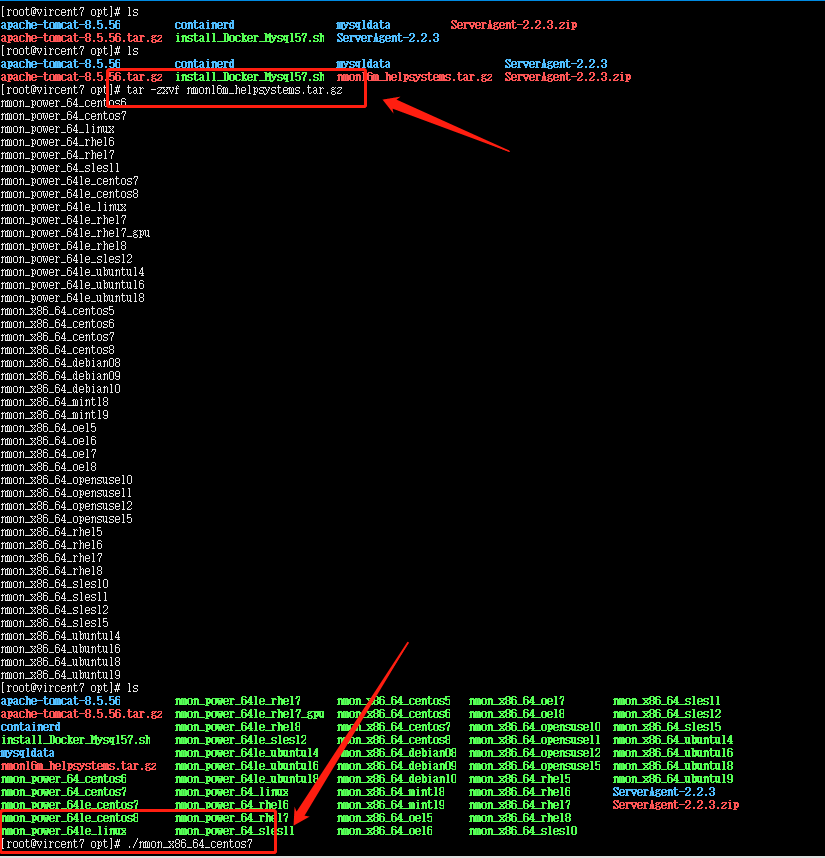 [root@vircent7 opt]# ls
apache-tomcat-8.5.56 containerd mysqldata ServerAgent-2.2.3.zip
apache-tomcat-8.5.56.tar.gz install_Docker_Mysql57.sh ServerAgent-2.2.3
[root@vircent7 opt]# ls
apache-tomcat-8.5.56 containerd mysqldata ServerAgent-2.2.3
apache-tomcat-8.5.56.tar.gz install_Docker_Mysql57.sh nmon16m_helpsystems.tar.gz ServerAgent-2.2.3.zip
[root@vircent7 opt]# tar -zxvf nmon16m_helpsystems.tar.gz
nmon_power_64_centos6
nmon_power_64_centos7
nmon_power_64_linux
nmon_power_64_rhel6
nmon_power_64_rhel7
nmon_power_64_sles11
nmon_power_64le_centos7
nmon_power_64le_centos8
nmon_power_64le_linux
nmon_power_64le_rhel7
nmon_power_64le_rhel7_gpu
nmon_power_64le_rhel8
nmon_power_64le_sles12
nmon_power_64le_ubuntu14
nmon_power_64le_ubuntu16
nmon_power_64le_ubuntu18
nmon_x86_64_centos5
nmon_x86_64_centos6
nmon_x86_64_centos7
nmon_x86_64_centos8
nmon_x86_64_debian08
nmon_x86_64_debian09
nmon_x86_64_debian10
nmon_x86_64_mint18
nmon_x86_64_mint19
nmon_x86_64_oel5
nmon_x86_64_oel6
nmon_x86_64_oel7
nmon_x86_64_oel8
nmon_x86_64_opensuse10
nmon_x86_64_opensuse11
nmon_x86_64_opensuse12
nmon_x86_64_opensuse15
nmon_x86_64_rhel5
nmon_x86_64_rhel6
nmon_x86_64_rhel7
nmon_x86_64_rhel8
nmon_x86_64_sles10
nmon_x86_64_sles11
nmon_x86_64_sles12
nmon_x86_64_sles15
nmon_x86_64_ubuntu14
nmon_x86_64_ubuntu16
nmon_x86_64_ubuntu18
nmon_x86_64_ubuntu19
[root@vircent7 opt]# ls
apache-tomcat-8.5.56 nmon_power_64le_rhel7 nmon_x86_64_centos5 nmon_x86_64_oel7 nmon_x86_64_sles11
apache-tomcat-8.5.56.tar.gz nmon_power_64le_rhel7_gpu nmon_x86_64_centos6 nmon_x86_64_oel8 nmon_x86_64_sles12
containerd nmon_power_64le_rhel8 nmon_x86_64_centos7 nmon_x86_64_opensuse10 nmon_x86_64_sles15
install_Docker_Mysql57.sh nmon_power_64le_sles12 nmon_x86_64_centos8 nmon_x86_64_opensuse11 nmon_x86_64_ubuntu14
mysqldata nmon_power_64le_ubuntu14 nmon_x86_64_debian08 nmon_x86_64_opensuse12 nmon_x86_64_ubuntu16
nmon16m_helpsystems.tar.gz nmon_power_64le_ubuntu16 nmon_x86_64_debian09 nmon_x86_64_opensuse15 nmon_x86_64_ubuntu18
nmon_power_64_centos6 nmon_power_64le_ubuntu18 nmon_x86_64_debian10 nmon_x86_64_rhel5 nmon_x86_64_ubuntu19
nmon_power_64_centos7 nmon_power_64_linux nmon_x86_64_mint18 nmon_x86_64_rhel6 ServerAgent-2.2.3
nmon_power_64le_centos7 nmon_power_64_rhel6 nmon_x86_64_mint19 nmon_x86_64_rhel7 ServerAgent-2.2.3.zip
nmon_power_64le_centos8 nmon_power_64_rhel7 nmon_x86_64_oel5 nmon_x86_64_rhel8
nmon_power_64le_linux nmon_power_64_sles11 nmon_x86_64_oel6 nmon_x86_64_sles10
[root@vircent7 opt]# ./nmon_x86_64_centos7